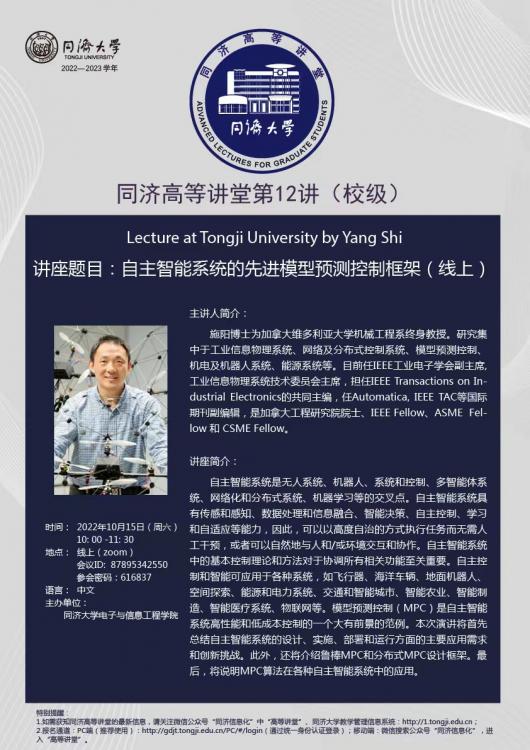 同濟大学
TONGJI UNIVERSITY
2022—2023 学年
同济高等讲堂
同濟大学
ADVANCED LECTURES FOR GRADUATE STUDENTS
同济高等讲堂第12讲（校级）
Lecture at Tongji University by Yang Shi
讲座题目：自主智能系统的先进模型预测控制框架（线上）
主讲人简介：
施阳博士为加拿大维多利亚大学机械工程系终身教授。研究集
中于工业信息物理系统、网络及分布式控制系统、模型预测控制、
机电及机器人系统、能源系统等。目前任IEEE工业电子学会副主席,
工业信息物理系统技术委员会主席，担任IEEE Transactions on In-
dustrial Electronics的共同主编，任Automatica, IEEE TAC等国际
期刊副编辑，是加拿大工程研究院院士、IEEE Fellow、ASME Fel-
low 和 CSME Fellow。
讲座简介：
自主智能系统是无人系统、机器人、系统和控制、多智能体系
统、网络化和分布式系统、机器学习等的交叉点。自主智能系统具
有传感和感知、数据处理和信息融合、智能决策、自主控制、学习
和自适应等能力，因此，可以以高度自治的方式执行任务而无需人
工干预，或者可以自然地与人和/或环境交互和协作。自主智能系统
中的基本控制理论和方法对于协调所有相关功能至关重要。自主控
制和智能可应用于各种系统，如飞行器、海洋车辆、地面机器人、
空间探索、能源和电力系统、交通和智能城市、智能农业、智能制
造、智能医疗系统、物联网等。模型预测控制（MPC）是自主智能
系统高性能和低成本控制的一个大有前景的范例。本次演讲将首先
总结自主智能系统的设计、实施、部署和运行方面的主要应用需求
和创新挑战。此外，还将介绍鲁棒MPC和分布式MPC设计框架。最
后，将说明MPC算法在各种自主智能系统中的应用。
时间： 2022年10月15日（周六）
10: 00 -11: 30
地点： 线上（zoom）
会议ID: 87895342550
参会密码：616837
语言： 中文
主办单位：
同济大学电子与信息工程学院
特别提醒：
1.如需获知同济高等讲堂的最新信息，请关注微信公众号“同济信息化”中“高等讲堂”、同济大学教学管理信息系统：http://1.tongji.edu.cn；
2.报名通道：PC端（推荐使用）：http://gdjt.tongji.edu.cn/PC/#/login（通过统一身份认证登录）；移动端：微信搜索公众号“同济信息化”，进
入“高等讲堂”。